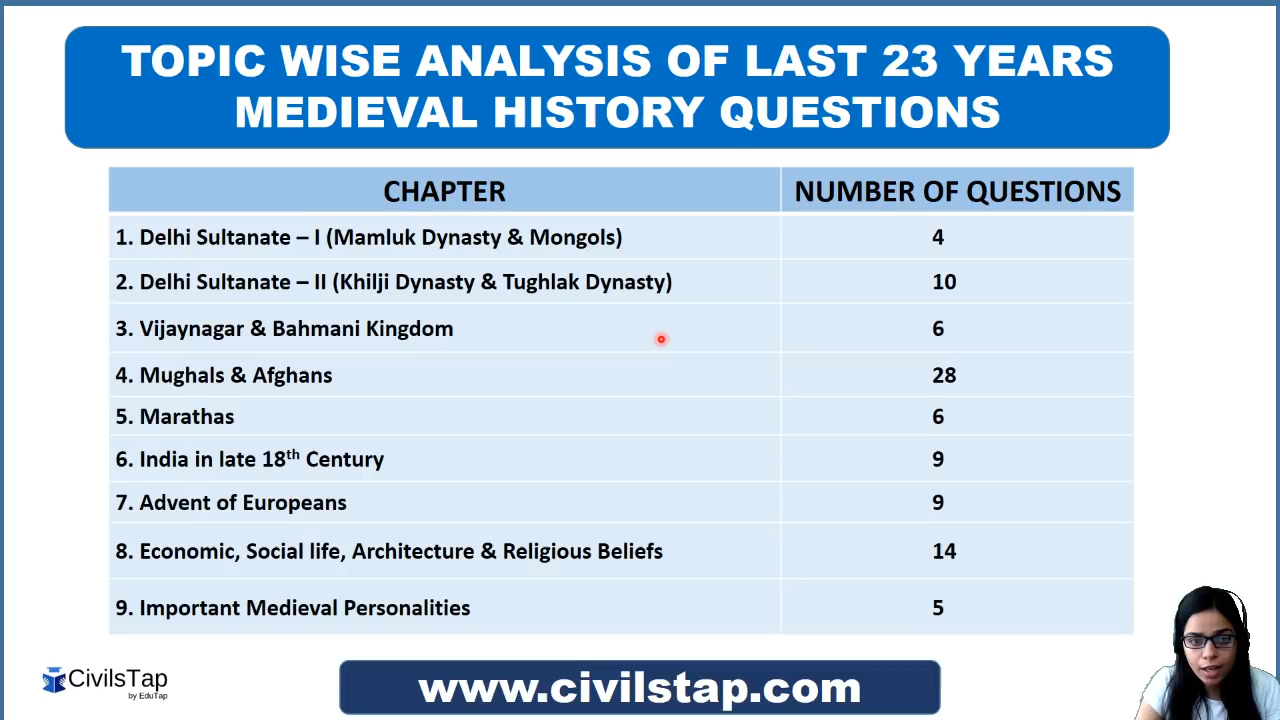 TOPIC WISE ANALYSIS OF LAST 23 YEARS
MEDIEVAL HISTORY QUESTIONS
CHAPTER NUMBER OF QUESTIONS
1. Delhi Sultanate – I (Mamluk Dynasty & Mongols) 4
2. Delhi Sultanate – II (Khilji Dynasty & Tughlak Dynasty) 10
3. Vijaynagar & Bahmani Kingdom 6
4. Mughals & Afghans 28
5. Marathas 6
6. India in late 18th Century 9
7. Advent of Europeans 9
8. Economic, Social life, Architecture & Religious Beliefs 14
9. Important Medieval Personalities 5
CivilsTap
by EduTap
www.civilstap.com